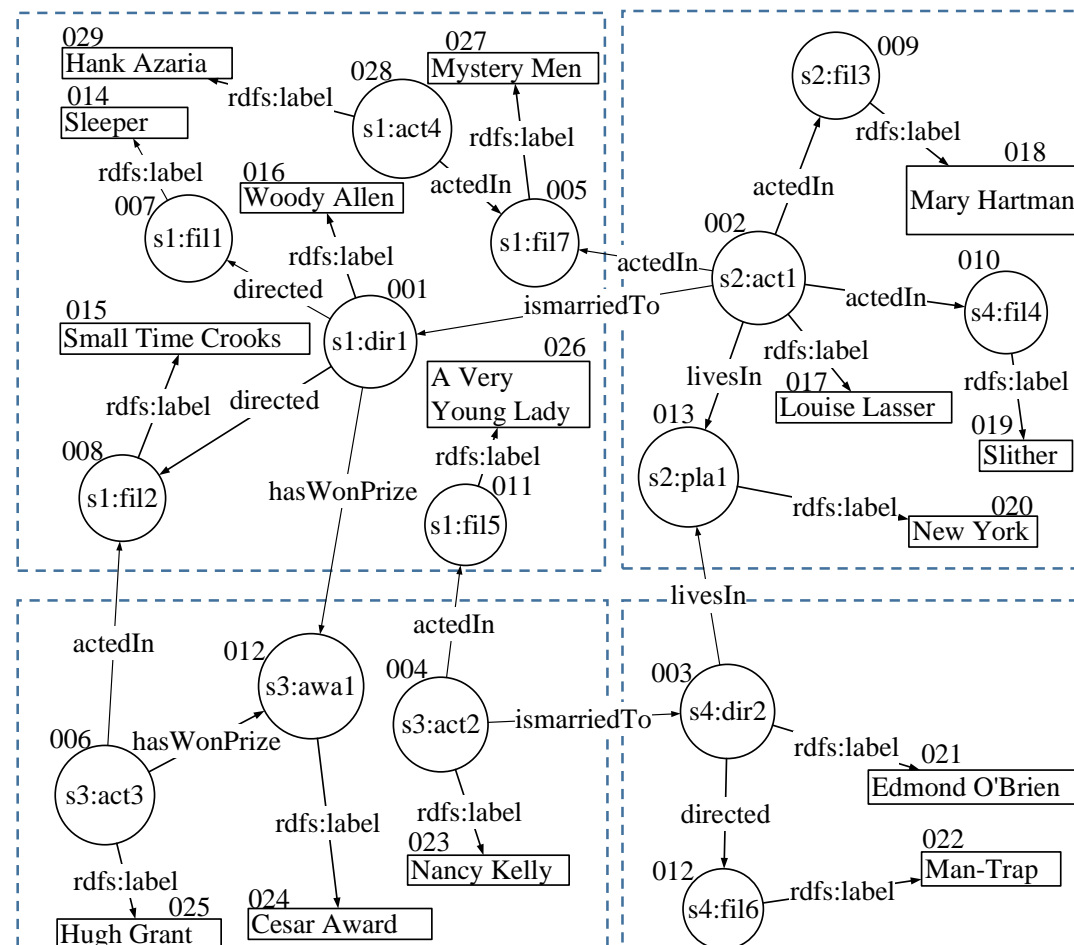 029
Hank Azaria
rdfs:label
028
s1:act4
027
Mystery Men
rdfs:label
014
Sleeper
rdfs:label
007
s1:fil1
016
Woody Allen
rdfs:label
actedIn
005
s1:fil7
directed
001
s1:dir1
015
Small Time Crooks
rdfs:label
directed
008
s1:fil2
026
A Very
Young Lady
rdfs:label
011
s1:fil5
hasWonPrize
009
s2:fil3
rdfs:label
018
Mary Hartman
actedIn
002
s2:act1
actedIn
ismarriedTo
actedIn
010
s4:fil4
rdfs:label
017
Louise Lasser
livesIn
rdfs:label
019
Slither
013
s2:pla1
rdfs:label
020
New York
actedIn
012
s3:awa1
actedIn
004
s3:act2
ismarriedTo
hasWonPrize
006
s3:act3
rdfs:label
rdfs:label
023
Nancy Kelly
rdfs:label
025
Hugh Grant
024
Cesar Award
livesIn
003
s4:dir2
rdfs:label
021
Edmond O'Brien
directed
012
s4:fil6
rdfs:label
022
Man-Trap